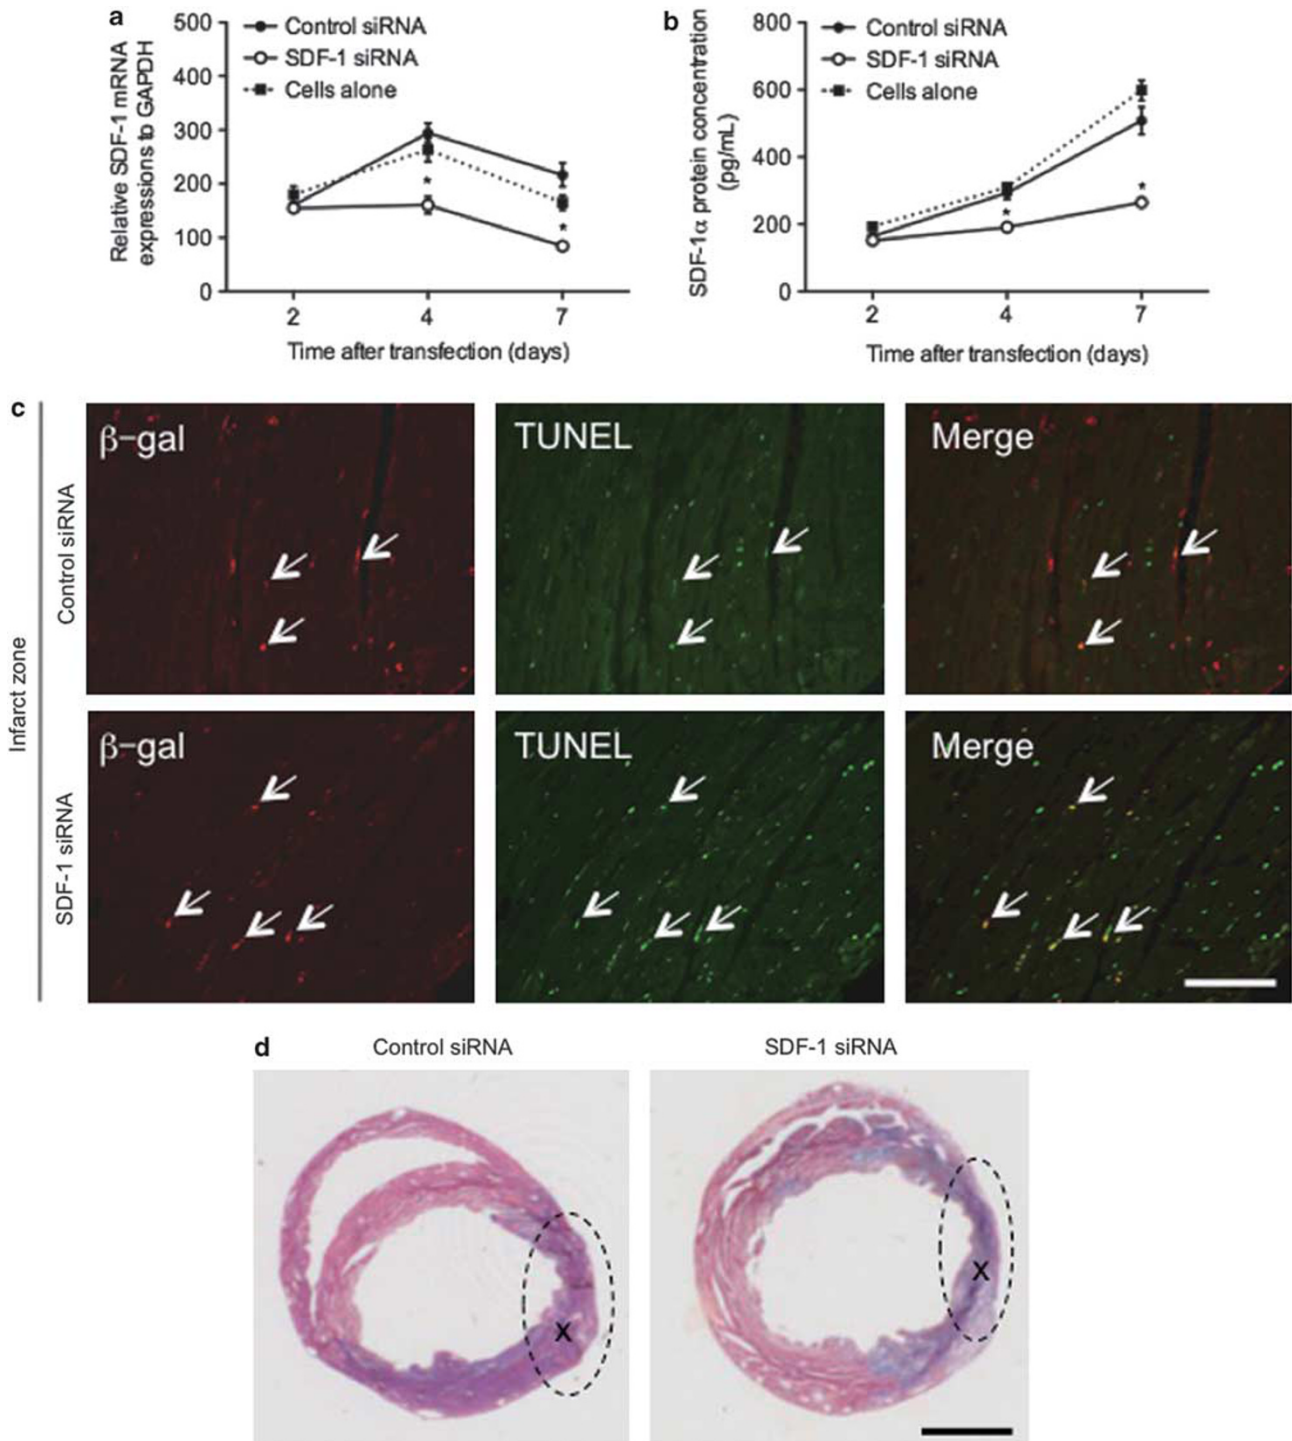 a
500
400
300
200
100
0
Relative SDF-1 mRNA
expressions to GAPDH
Control siRNA
SDF-1 siRNA
Cells alone
*
*
2 4 7
Time after transfection (days)
b
800
600
400
200
0
SDF-1α protein concentration
(pg/mL)
Control siRNA
SDF-1 siRNA
Cells alone
*
*
2 4 7
Time after transfection (days)
c
Infarct zone
Control siRNA
β-gal
TUNEL
Merge
SDF-1 siRNA
β-gal
TUNEL
Merge
d
Control siRNA
SDF-1 siRNA
X
X